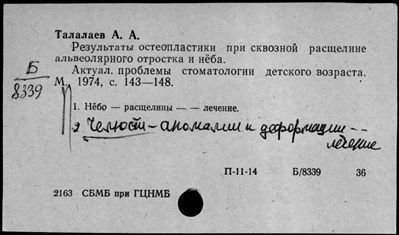 Талалаев А. А.
Результаты остеопластики при сквозной расщелине
альвеолярного отростка и нёба.
Б
8339
Актуал. проблемы стоматологии детского возраста.
М., 1974, с. 143—148.
1. Нёбо — расщелины —·— лечение.
2. Челюсти - аномалии и деформации --
лечение
П-11-14 Б/8339 36
2163 СБМБ при ГЦНМБ